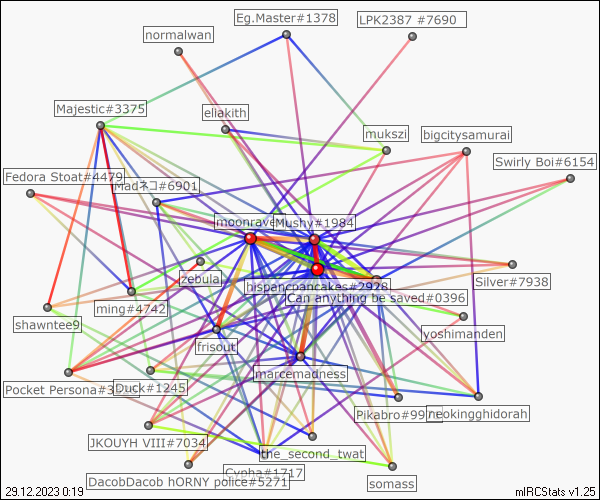 Eg.Master#1378
LPK2387 #7690
normalwan
Majestic#3375
eliakith
mukszi
bigcitysamurai
Swirly Boi#6154
Fedora Stoat#4479
Madネコ#6901
moonrave
Mushy#1984
zebula
hispancpancakes#2928
Silver#7938
Can anything be saved#0396
ming#4742
shawntee9
yoshimanden
frisout
marcemadness
Pocket Persona#3
Duck#1245
Pikabro#99
neokingghidorah
JKOUYH VIII#7034
the_second_twat
Cypha#1717
DacobDacob hORNY police#5271
somass
29.12.2023 0:19
mIRCStats v1.25